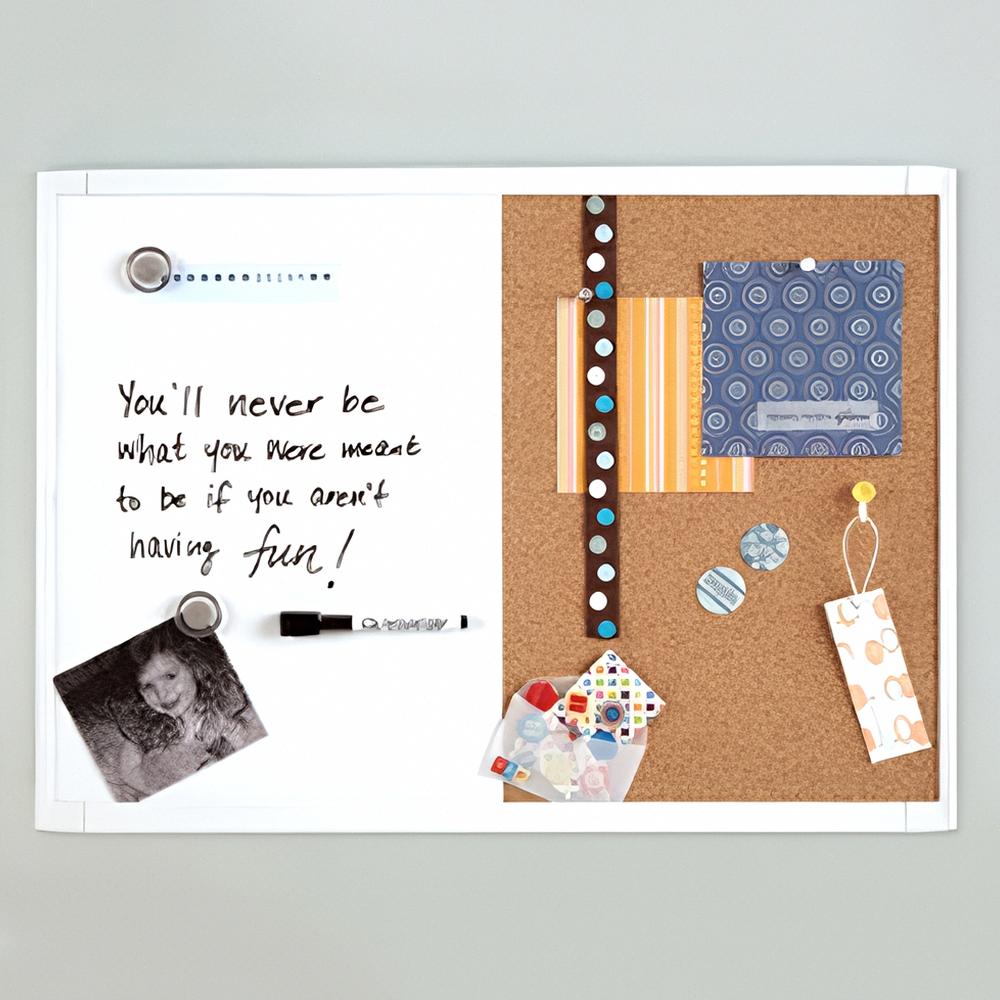 You'll never be
what you were meant
to be if you aren't
having fun!